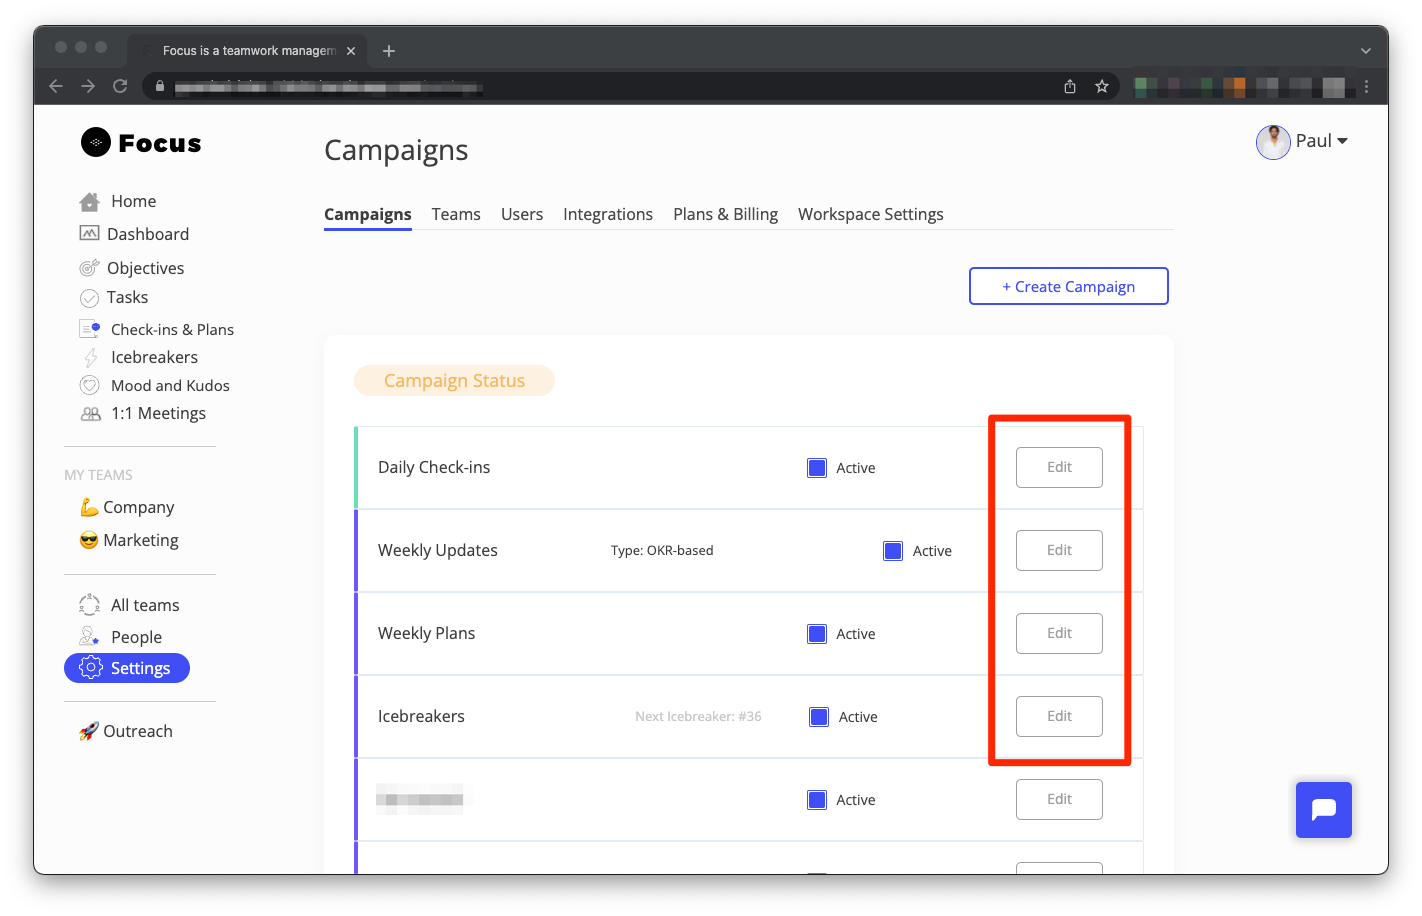 Focus is a teamwork managem
Focus
Campaigns
Paul
Home
Dashboard
Objectives
Tasks
Check-ins & Plans
Icebreakers
Mood and Kudos
1:1 Meetings
MY TEAMS
Company
Marketing
All teams
People
Settings
Outreach
Campaigns Teams Users Integrations Plans & Billing Workspace Settings
+ Create Campaign
Campaign Status
Daily Check-ins Active Edit
Weekly Updates Type: OKR-based Active Edit
Weekly Plans Active Edit
Icebreakers Next Icebreaker: #36 Active Edit
Active Edit